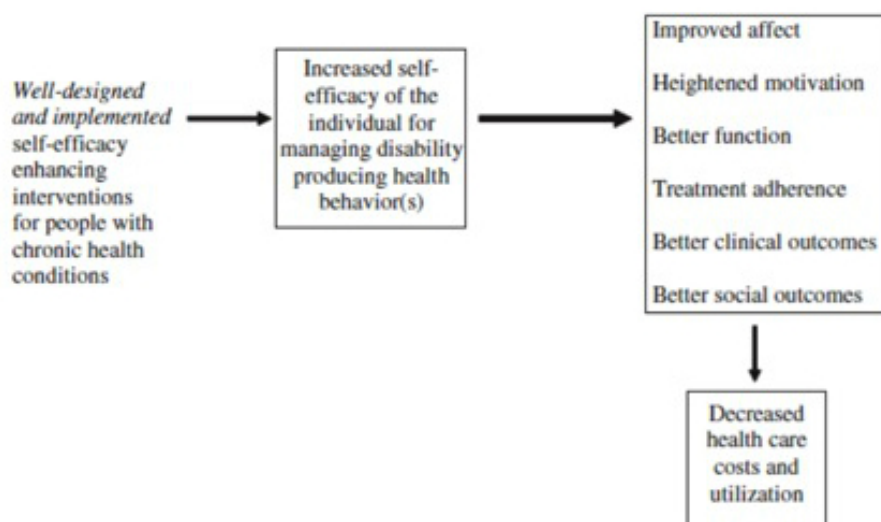 Well-designed
and implemented
self-efficacy
enhancing
interventions
for people with
chronic health
conditions
Increased self-
efficacy of the
individual for
managing disability
producing health
behavior(s)
Improved affect
Heightened motivation
Better function
Treatment adherence
Better clinical outcomes
Better social outcomes
Decreased
health care
costs and
utilization